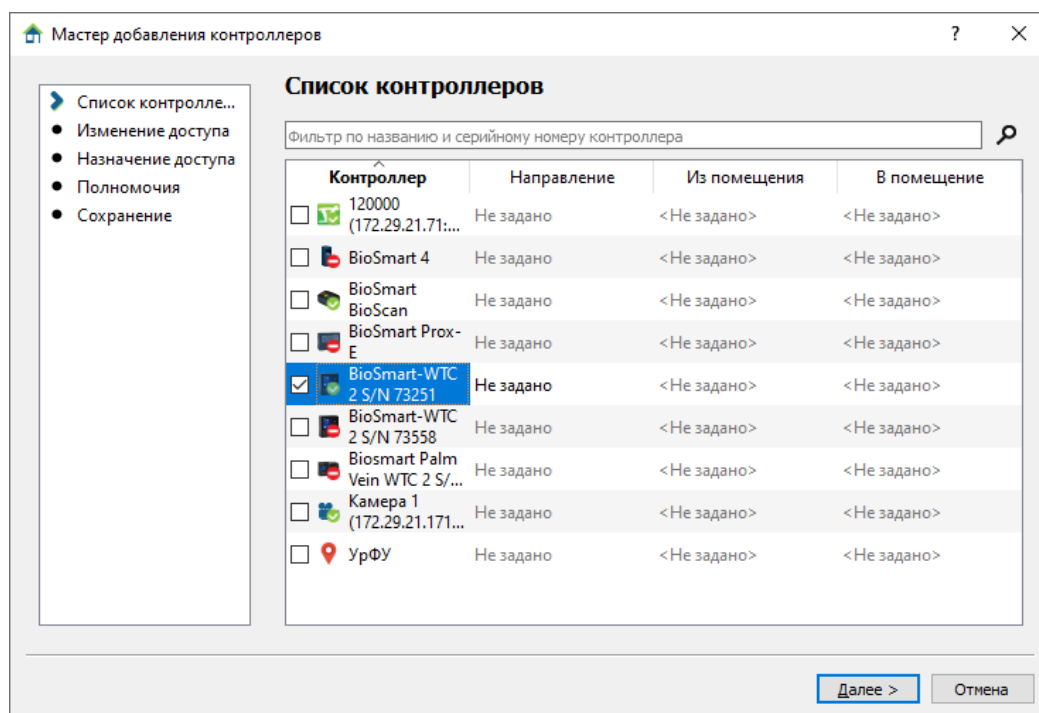 Мастер добавления контроллеров
?
Список контролле...
Изменение доступа
Назначение доступа
Полномочия
Сохранение
Список контроллеров
Фильтр по названию и серийному номеру контроллера
Контроллер Направление Из помещения В помещение
120000
(172.29.21.71:...
Не задано <Не задано> <Не задано>
BioSmart 4 Не задано <Не задано> <Не задано>
BioSmart
BioScan
Не задано <Не задано> <Не задано>
BioSmart Prox-
E
Не задано <Не задано> <Не задано>
BioSmart-WTC
2 S/N 73251
Не задано <Не задано> <Не задано>
BioSmart-WTC
2 S/N 73558
Не задано <Не задано> <Не задано>
Biosmart Palm
Vein WTC 2 S/...
Не задано <Не задано> <Не задано>
Камера 1
(172.29.21.171...
Не задано <Не задано> <Не задано>
УрФУ Не задано <Не задано> <Не задано>
Далее > Отмена